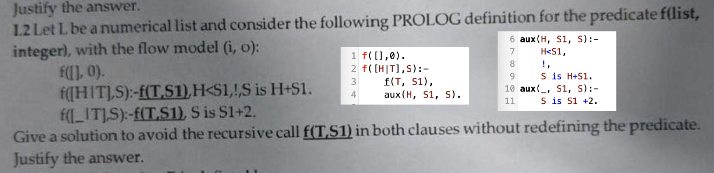 Justify the answer.
1.2 Let L be a numerical list and consider the following PROLOG definition for the predicate f(list,
integer), with the flow model (i, o):
f([], 0).
f([H|T],S):-f(T,S1),H<S1,!,S is H+S1.
f([_|T],S):-f(T,S1), S is S1+2.
1 f([],0).
2 f([H|T],S):-
3 f(T, S1),
4 aux(H, S1, S).
6 aux(H, S1, S):-
7 H<S1,
8 !,
9 S is H+S1.
10 aux(_, S1, S):-
11 S is S1 +2.
Give a solution to avoid the recursive call f(T,S1) in both clauses without redefining the predicate.
Justify the answer.